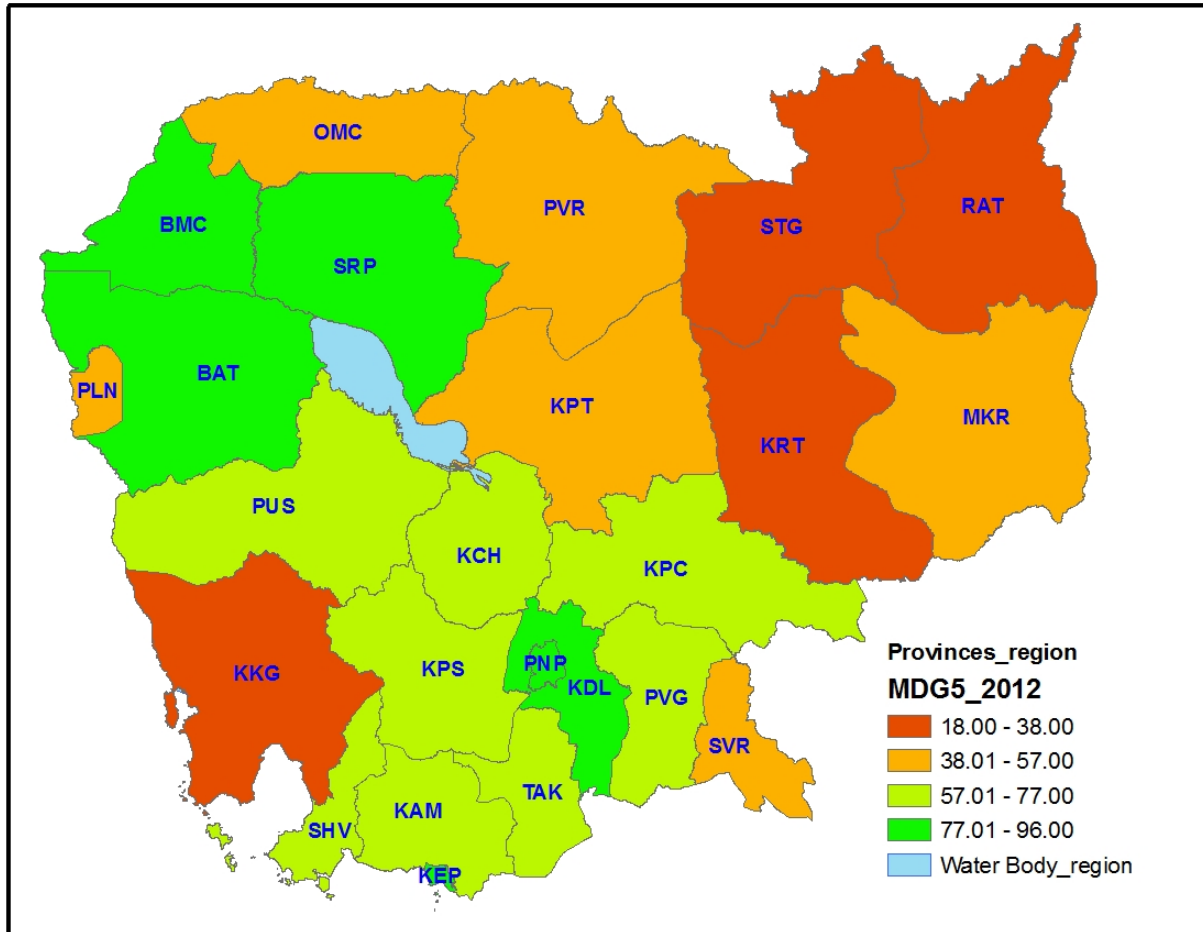 OMC
BMC
SRP
PVR
STG
RAT
PLN
BAT
KPT
KRT
MKR
PUS
KCH
KPC
KKG
KPS
PNP
KDL
PVG
SVR
TAK
SHV
KAM
KEP
Provinces_region
MDG5_2012
18.00 - 38.00
38.01 - 57.00
57.01 - 77.00
77.01 - 96.00
Water Body_region